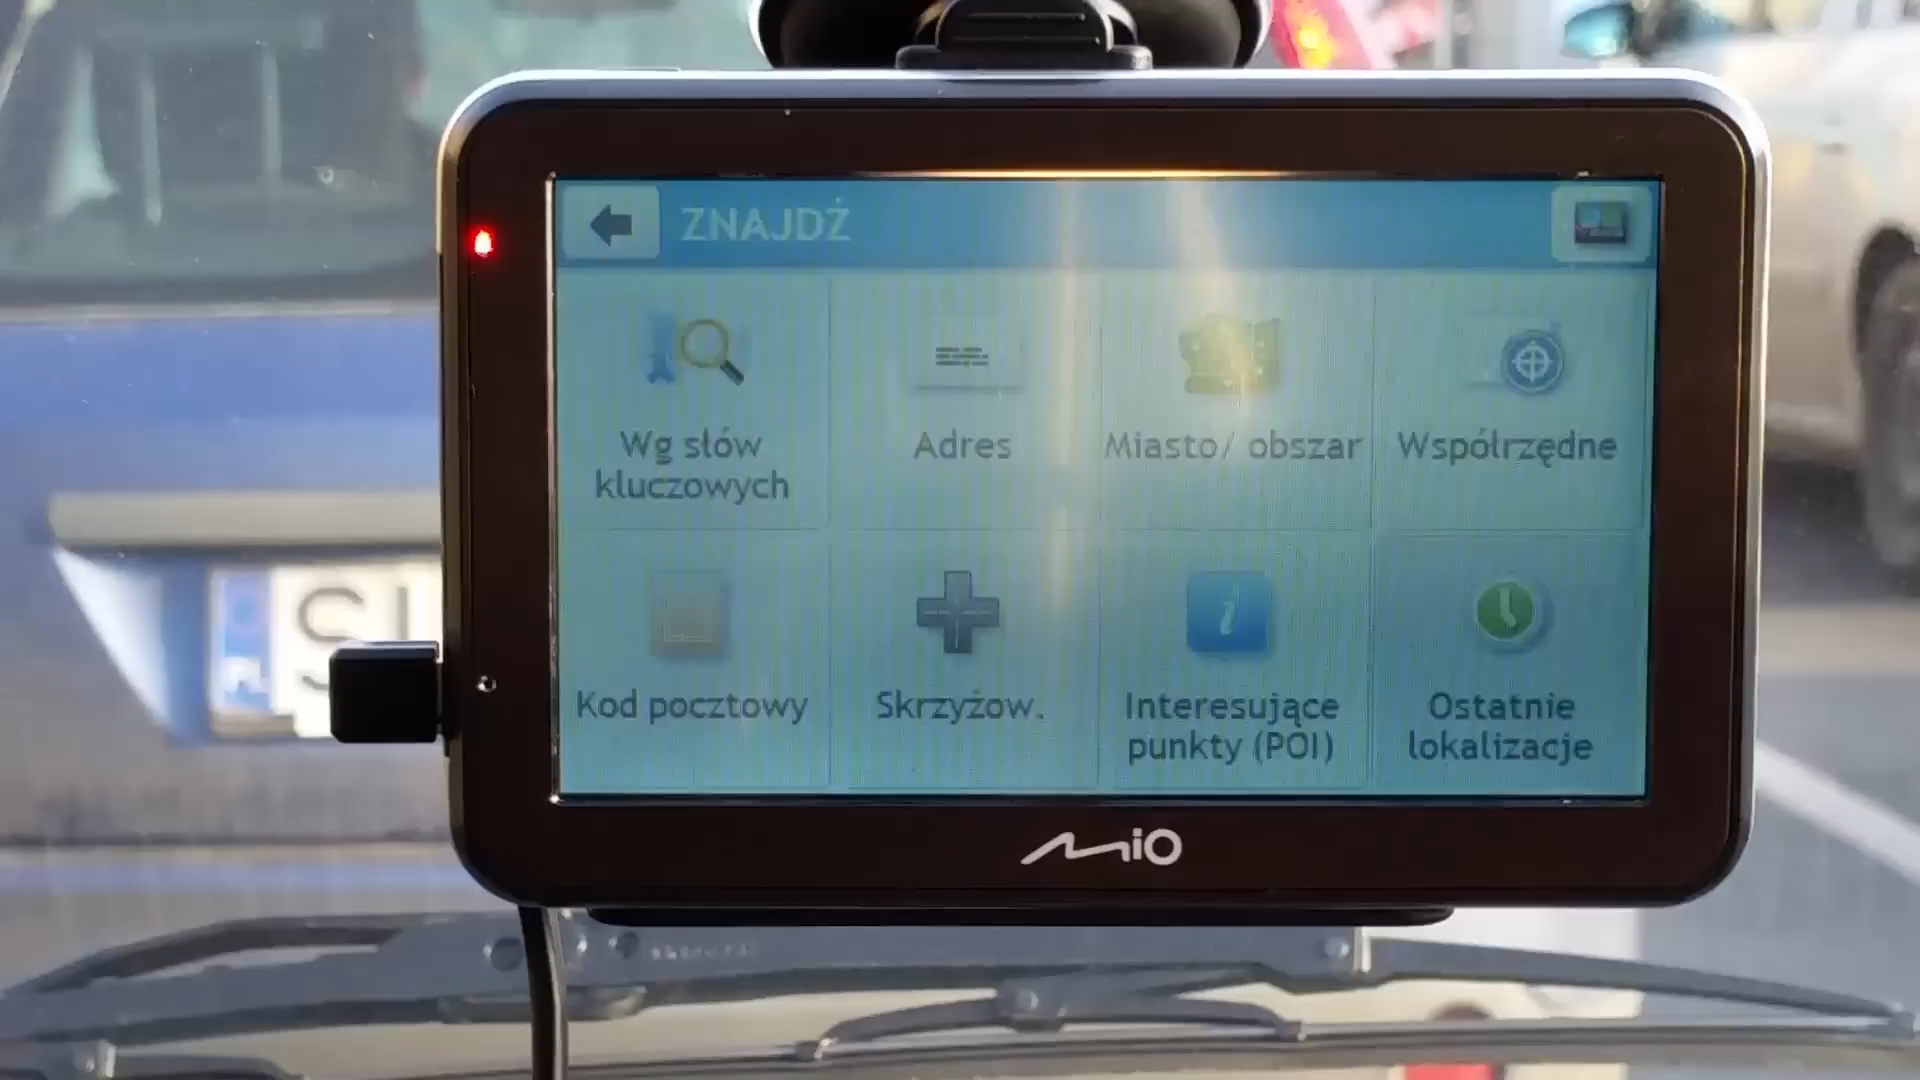 ZNAJDŹ
Wg słów
kluczowych
Adres
Miasto/ obszar
Współrzędne
Kod pocztowy
Skrzyżow.
Interesujące
punkty (POI)
Ostatnie
lokalizacje
Mio